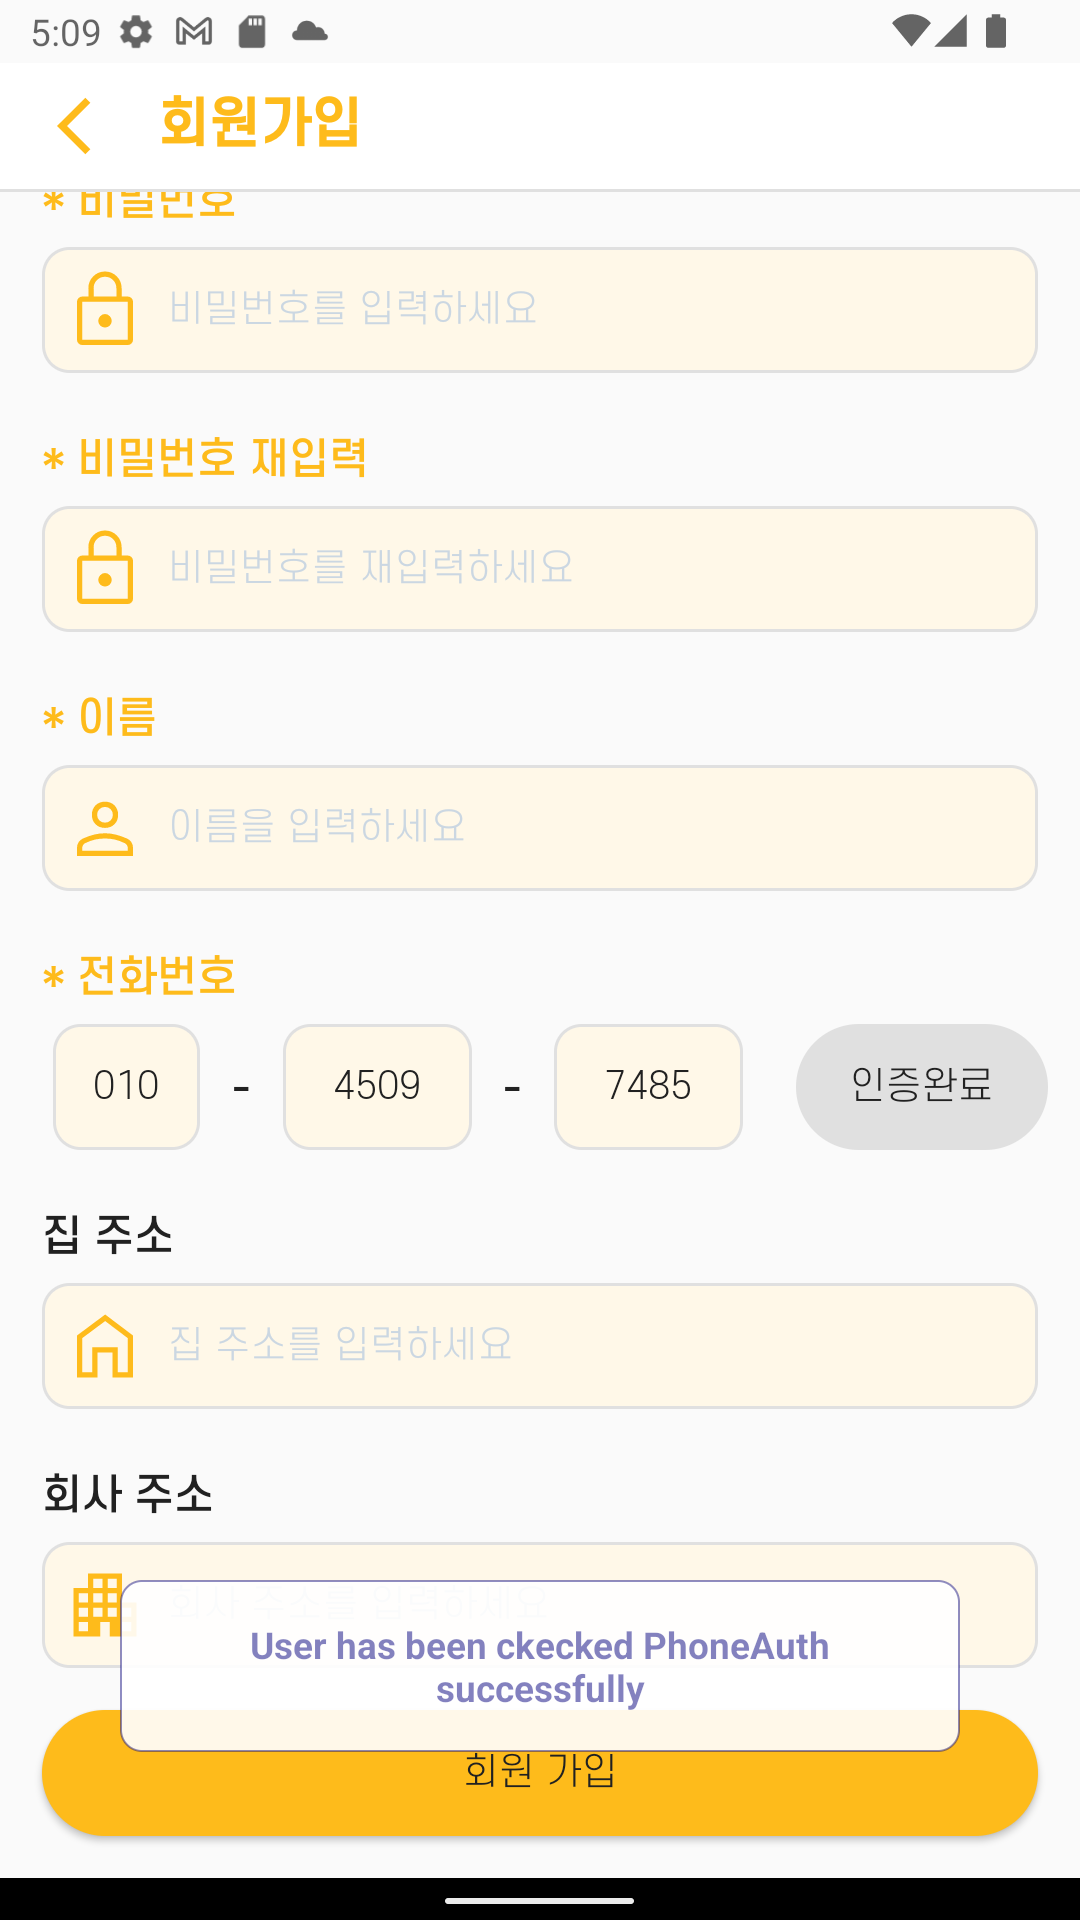 5:09
회원가입
* 비밀번호
비밀번호를 입력하세요
* 비밀번호 재입력
비밀번호를 재입력하세요
* 이름
이름을 입력하세요
* 전화번호
010 - 4509 - 7485 인증완료
집 주소
집 주소를 입력하세요
회사 주소
회사 주소를 입력하세요
User has been ckecked PhoneAuth
successfully
회원 가입